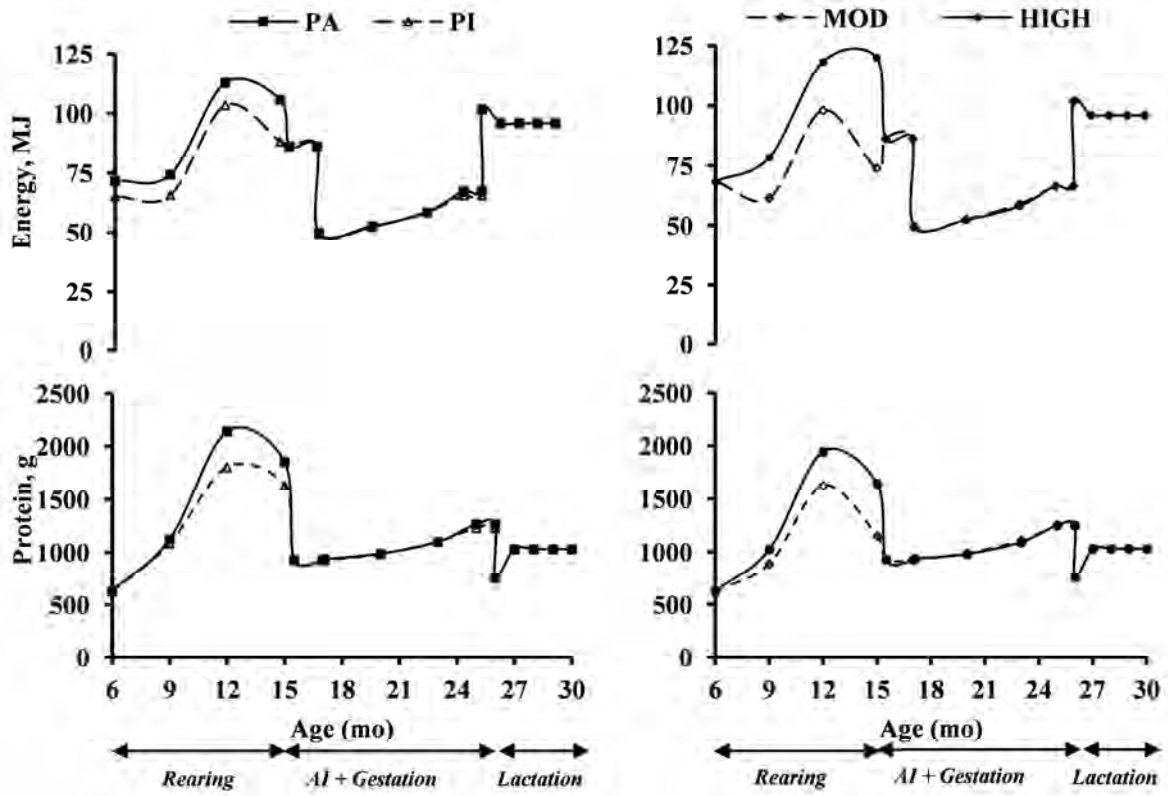 PA PI
MOD HIGH
Energy, MJ
125
100
75
50
25
0
125
100
75
50
25
0
Protein, g
2500
2000
1500
1000
500
0
6 9 12 15 18 21 24 27 30
Age (mo)
Rearing AI + Gestation Lactation
2500
2000
1500
1000
500
0
6 9 12 15 18 21 24 27 30
Age (mo)
Rearing AI + Gestation Lactation